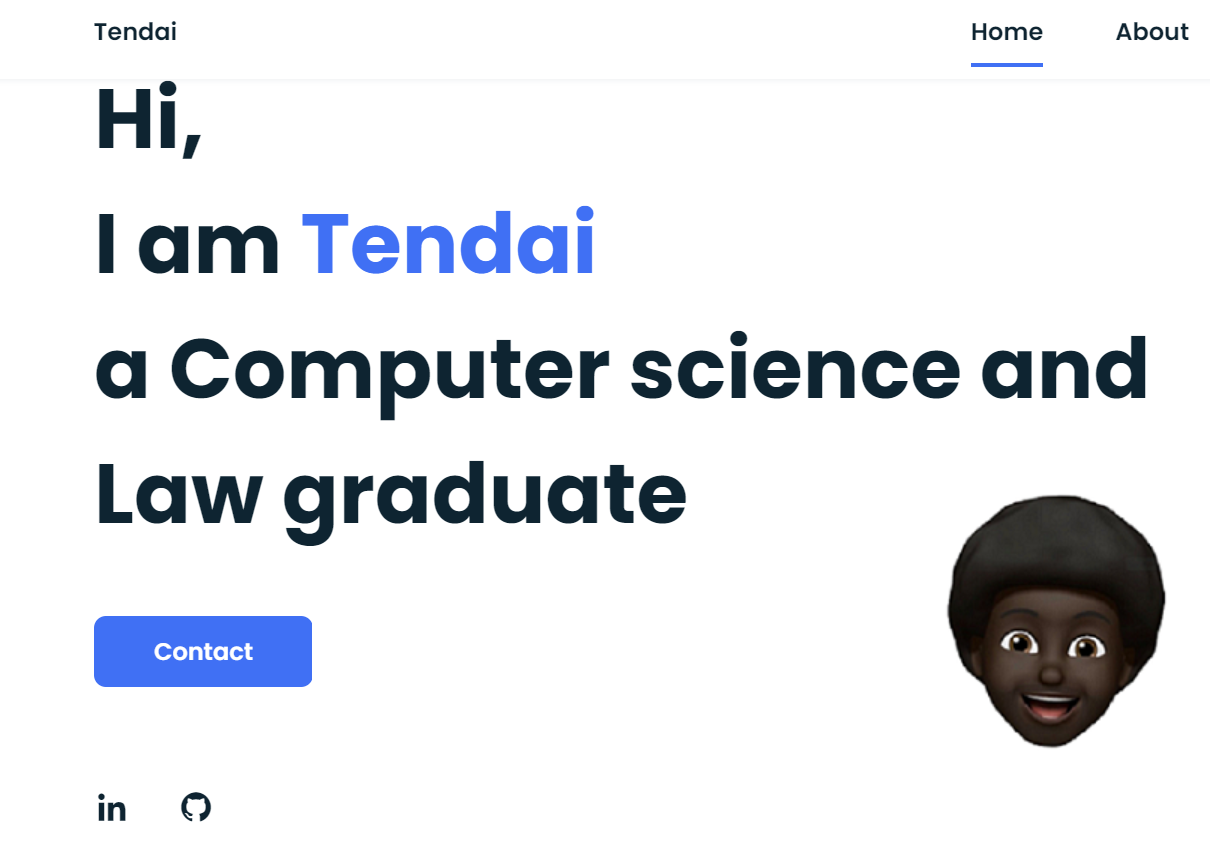 Tendai
Home
About
Hi,
I am Tendai
a Computer science and
Law graduate
Contact
in